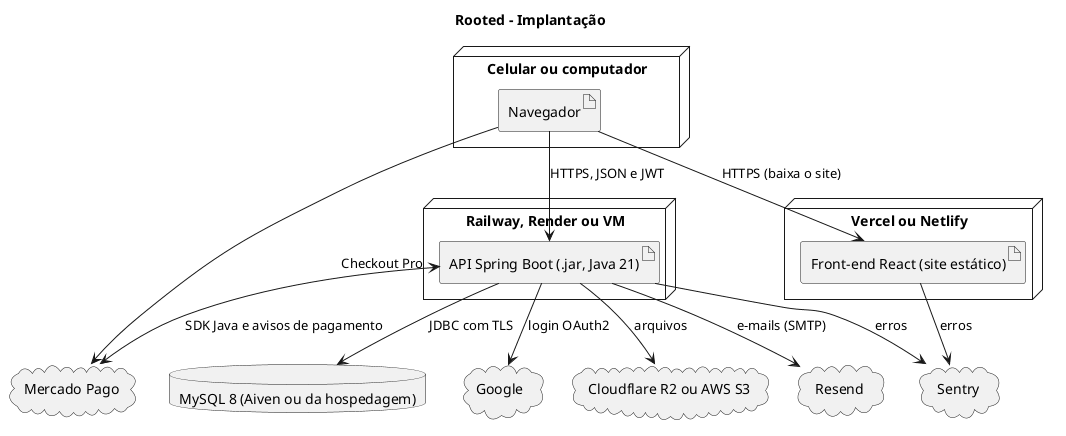 Rooted - Implantação
Celular ou computador
Navegador
HTTPS, JSON e JWT
HTTPS (baixa o site)
Railway, Render ou VM
Vercel ou Netlify
API Spring Boot (.jar, Java 21)
Front-end React (site estático)
Checkout Pro
SDK Java e avisos de pagamento
JDBC com TLS
login OAuth2
arquivos
e-mails (SMTP)
erros
erros
Mercado Pago
MySQL 8 (Aiven ou da hospedagem)
Google
Cloudflare R2 ou AWS S3
Resend
Sentry